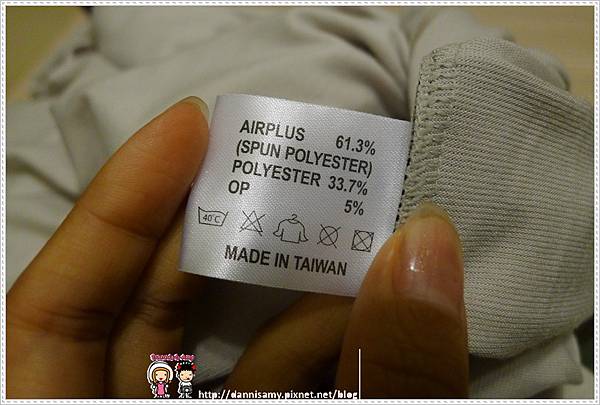 AIRPLUS 61.3%
(SPUN POLYESTER)
POLYESTER 33.7%
OP 5%
40°C
MADE IN TAIWAN
http://dannisamy.pixnet.net/blog